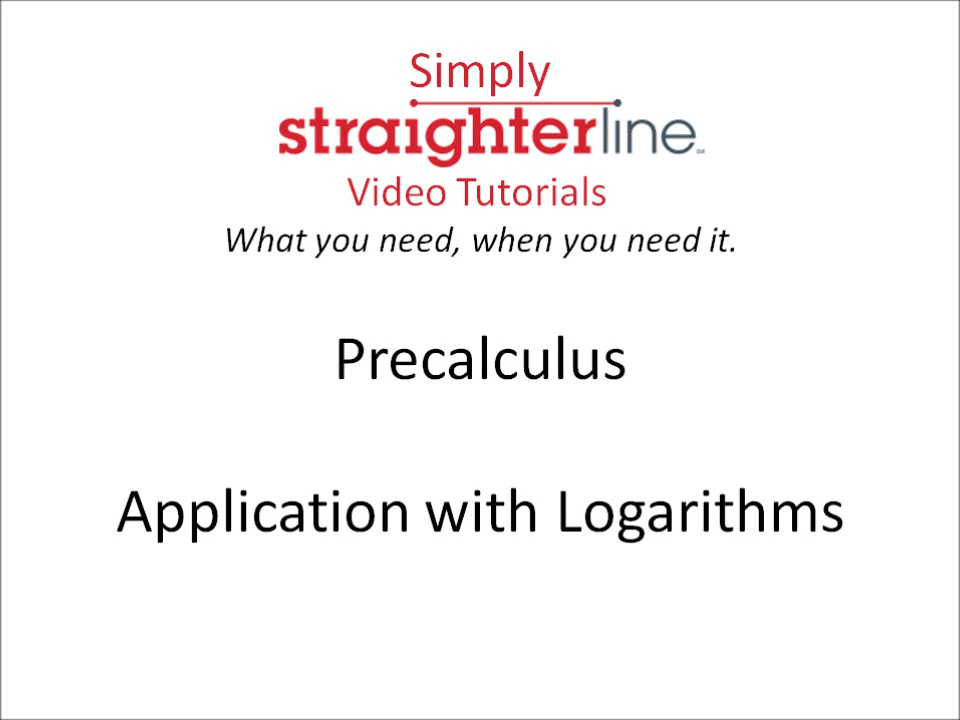 Simply
straighterline
Video Tutorials
What you need, when you need it.
Precalculus
Application with Logarithms